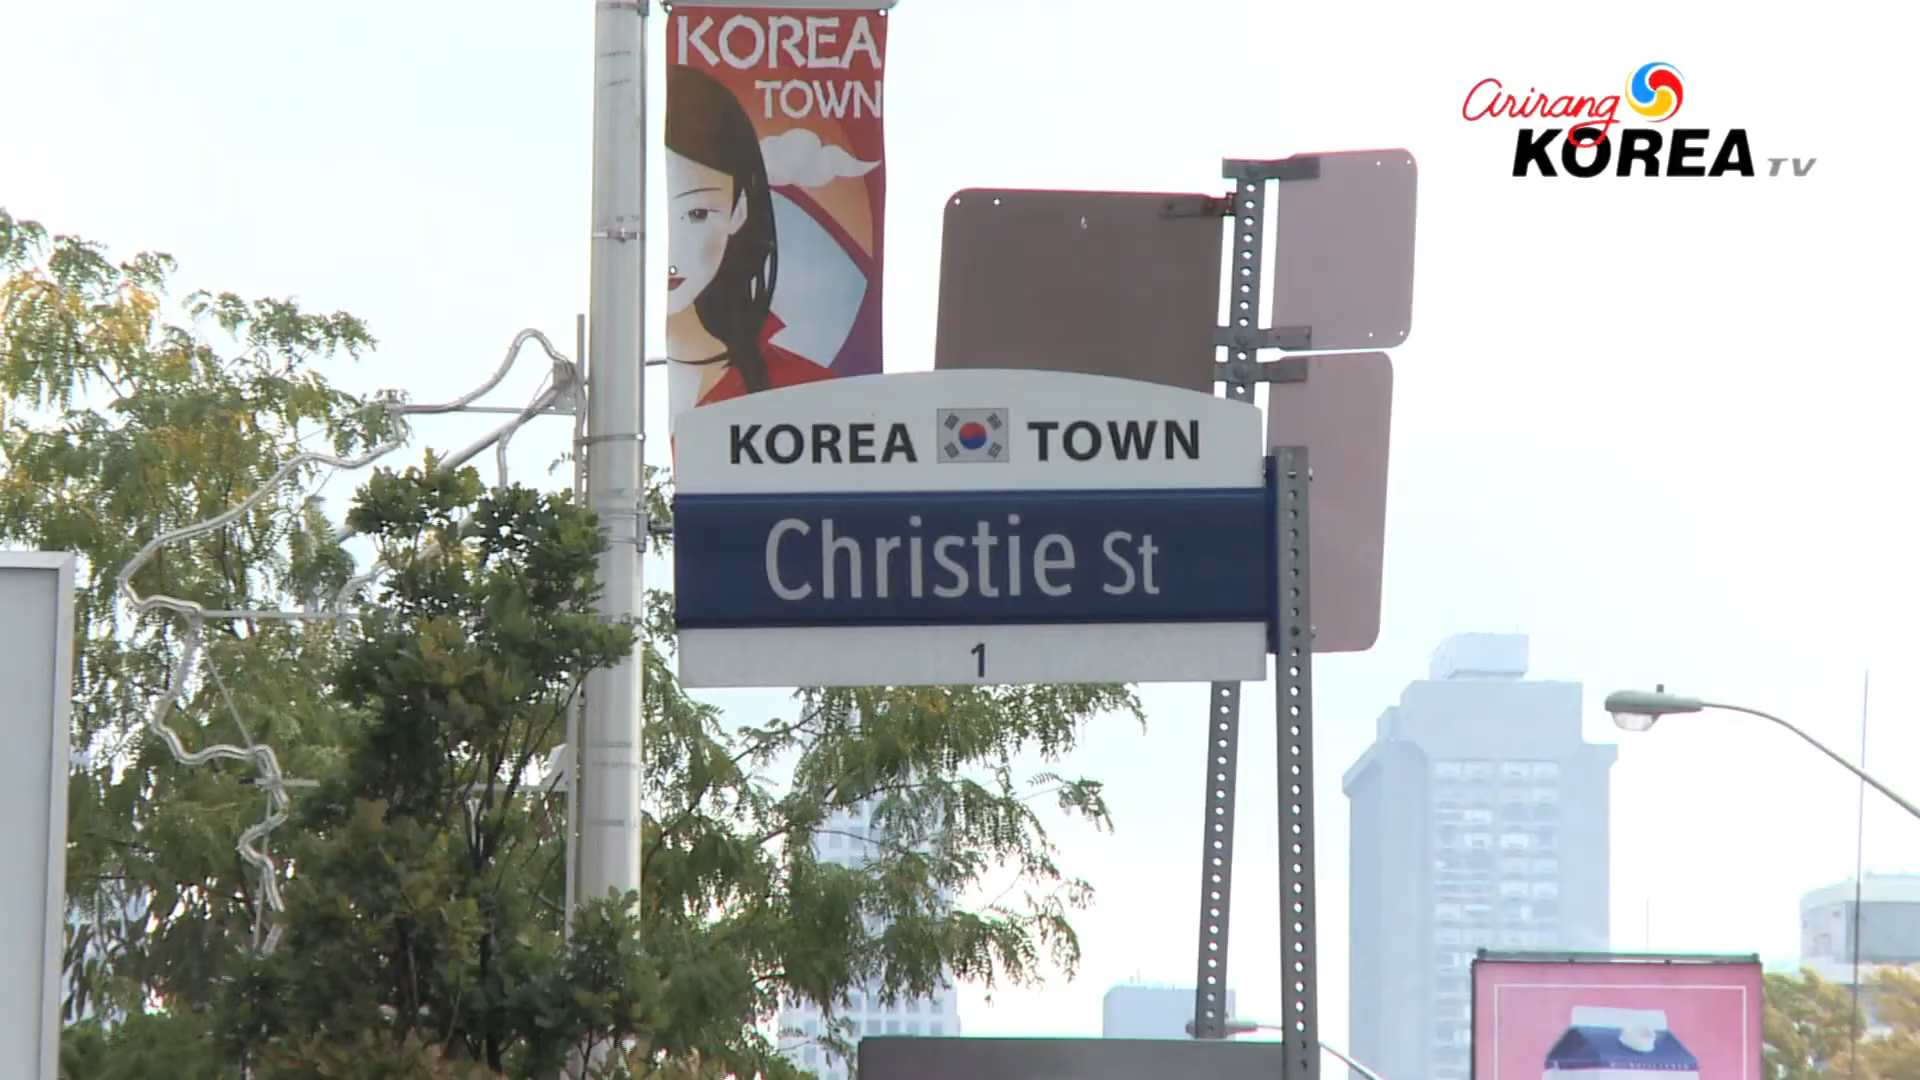 KOREA
TOWN
arirang
KOREA TV
KOREA TOWN
Christie St
1